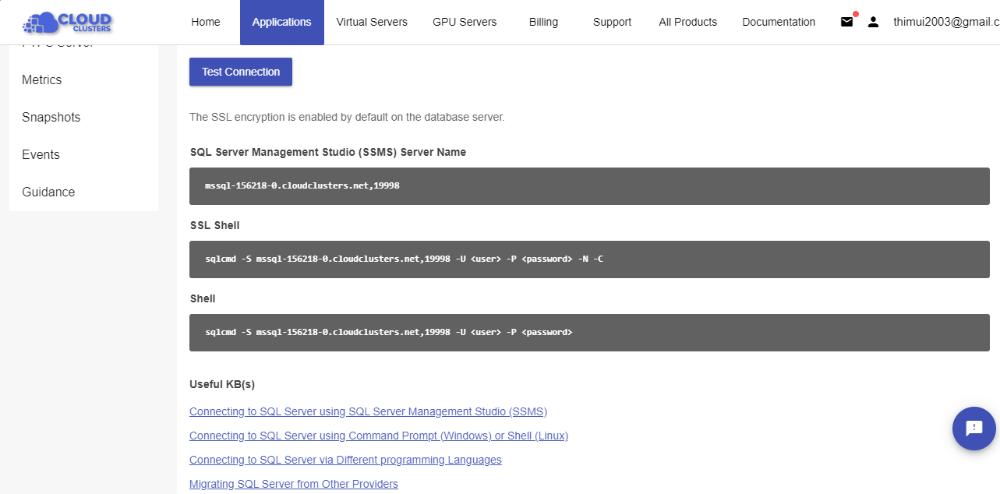 CLOUD
CLUSTERS
Home Applications Virtual Servers GPU Servers Billing Support All Products Documentation thimui2003@gmail.c
Metrics
Snapshots
Events
Guidance
Test Connection
The SSL encryption is enabled by default on the database server.
SQL Server Management Studio (SSMS) Server Name
mssql-156218-0.cloudclusters.net,19998
SSL Shell
sqlcmd -S mssql-156218-0.cloudclusters.net,19998 -U <user> -P <password> -N -C
Shell
sqlcmd -S mssql-156218-0.cloudclusters.net,19998 -U <user> -P <password>
Useful KB(s)
Connecting to SQL Server using SQL Server Management Studio (SSMS)
Connecting to SQL Server using Command Prompt (Windows) or Shell (Linux)
Connecting to SQL Server via Different programming Languages
Migrating SQL Server from Other Providers